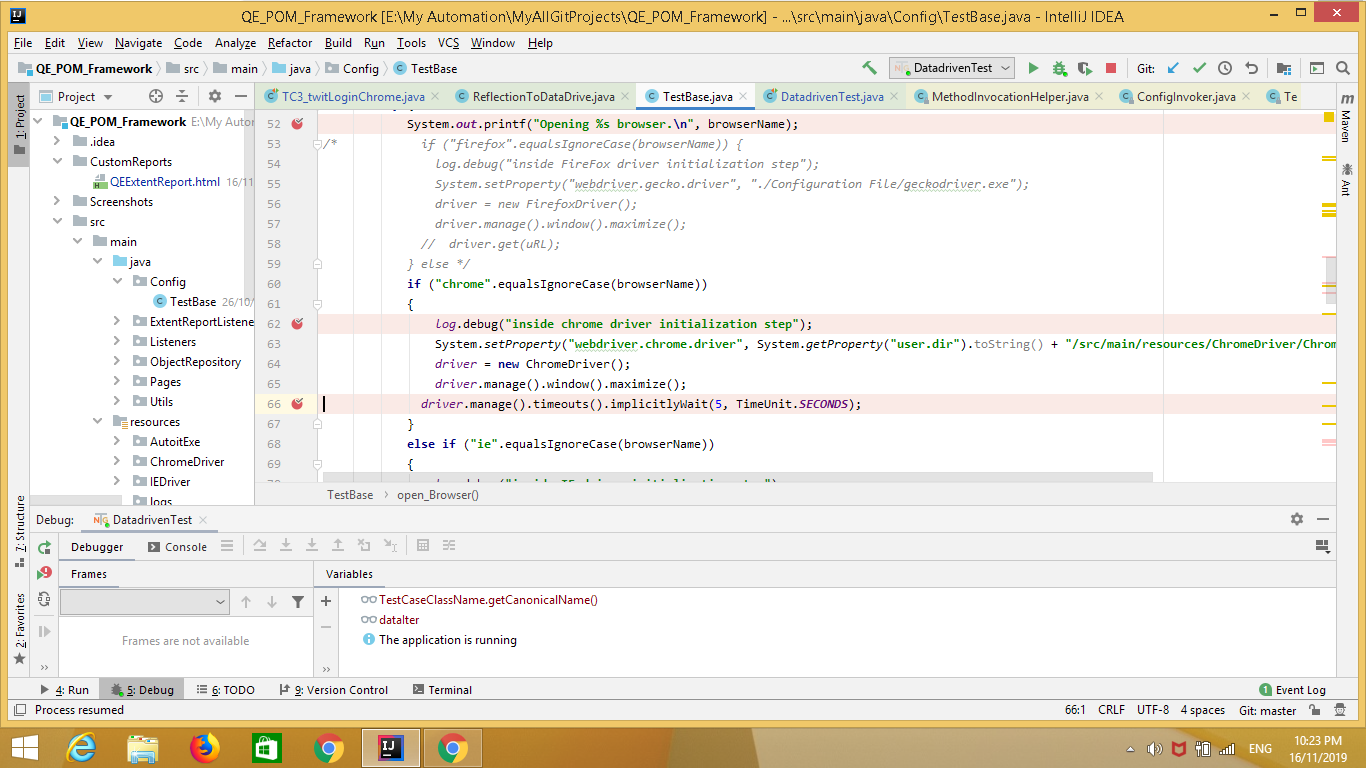 QE_POM_Framework [E:\My Automation\MyAllGitProjects\QE_POM_Framework] - ...\src\main\java\Config\TestBase.java - IntelliJ IDEA
File Edit View Navigate Code Analyze Refactor Build Run Tools VCS Window Help
QE_POM_Framework src main java Config TestBase DatadrivenTest Git:
1: Project
Project
TC3_twitLoginChrome.java ReflectionToDataDrive.java TestBase.java DatadrivenTest.java MethodInvocationHelper.java ConfigInvoker.java Te
QE_POM_Framework E:\My Autor
.idea
CustomReports
QEExtentReport.html 16/11
Screenshots
src
main
java
Config
TestBase 26/10/
ExtentReportListene
Listeners
ObjectRepository
Pages
Utils
resources
AutoitExe
ChromeDriver
IEDriver
logs
52 System.out.printf("Opening %s browser.\n", browserName);
53 /* if ("firefox".equalsIgnoreCase(browserName)) {
54 log.debug("inside FireFox driver initialization step");
55 System.setProperty("webdriver.gecko.driver", "./Configuration File/geckodriver.exe");
56 driver = new FirefoxDriver();
57 driver.manage().window().maximize();
58 // driver.get(uRL);
59 } else */
60 if ("chrome".equalsIgnoreCase(browserName))
61 {
62 log.debug("inside chrome driver initialization step");
63 System.setProperty("webdriver.chrome.driver", System.getProperty("user.dir").toString() + "/src/main/resources/ChromeDriver/Chrom
64 driver = new ChromeDriver();
65 driver.manage().window().maximize();
66 driver.manage().timeouts().implicitlyWait(5, TimeUnit.SECONDS);
67 }
68 else if ("ie".equalsIgnoreCase(browserName))
69 {
TestBase open_Browser()
Maven
Ant
7: Structure
2: Favorites
Debug: DatadrivenTest
Debugger Console
Frames Variables
Frames are not available
TestCaseClassName.getCanonicalName()
dataIter
The application is running
4: Run 5: Debug 6: TODO 9: Version Control Terminal 1 Event Log
Process resumed 66:1 CRLF UTF-8 4 spaces Git: master
ENG
10:23 PM
16/11/2019